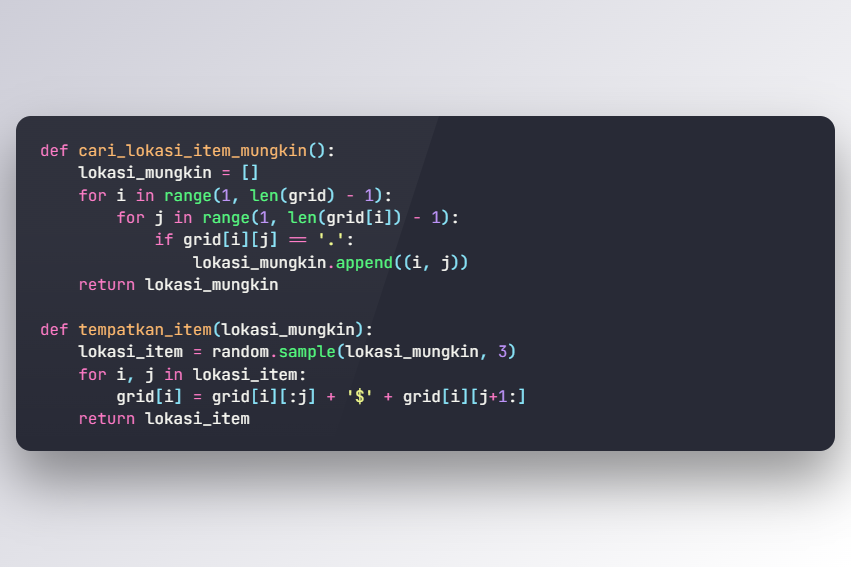 def cari_lokasi_item_mungkin():
    lokasi_mungkin = []
    for i in range(1, len(grid) - 1):
        for j in range(1, len(grid[i]) - 1):
            if grid[i][j] == '.':
                lokasi_mungkin.append((i, j))
    return lokasi_mungkin

def tempatkan_item(lokasi_mungkin):
    lokasi_item = random.sample(lokasi_mungkin, 3)
    for i, j in lokasi_item:
        grid[i] = grid[i][:j] + '$' + grid[i][j+1:]
    return lokasi_item